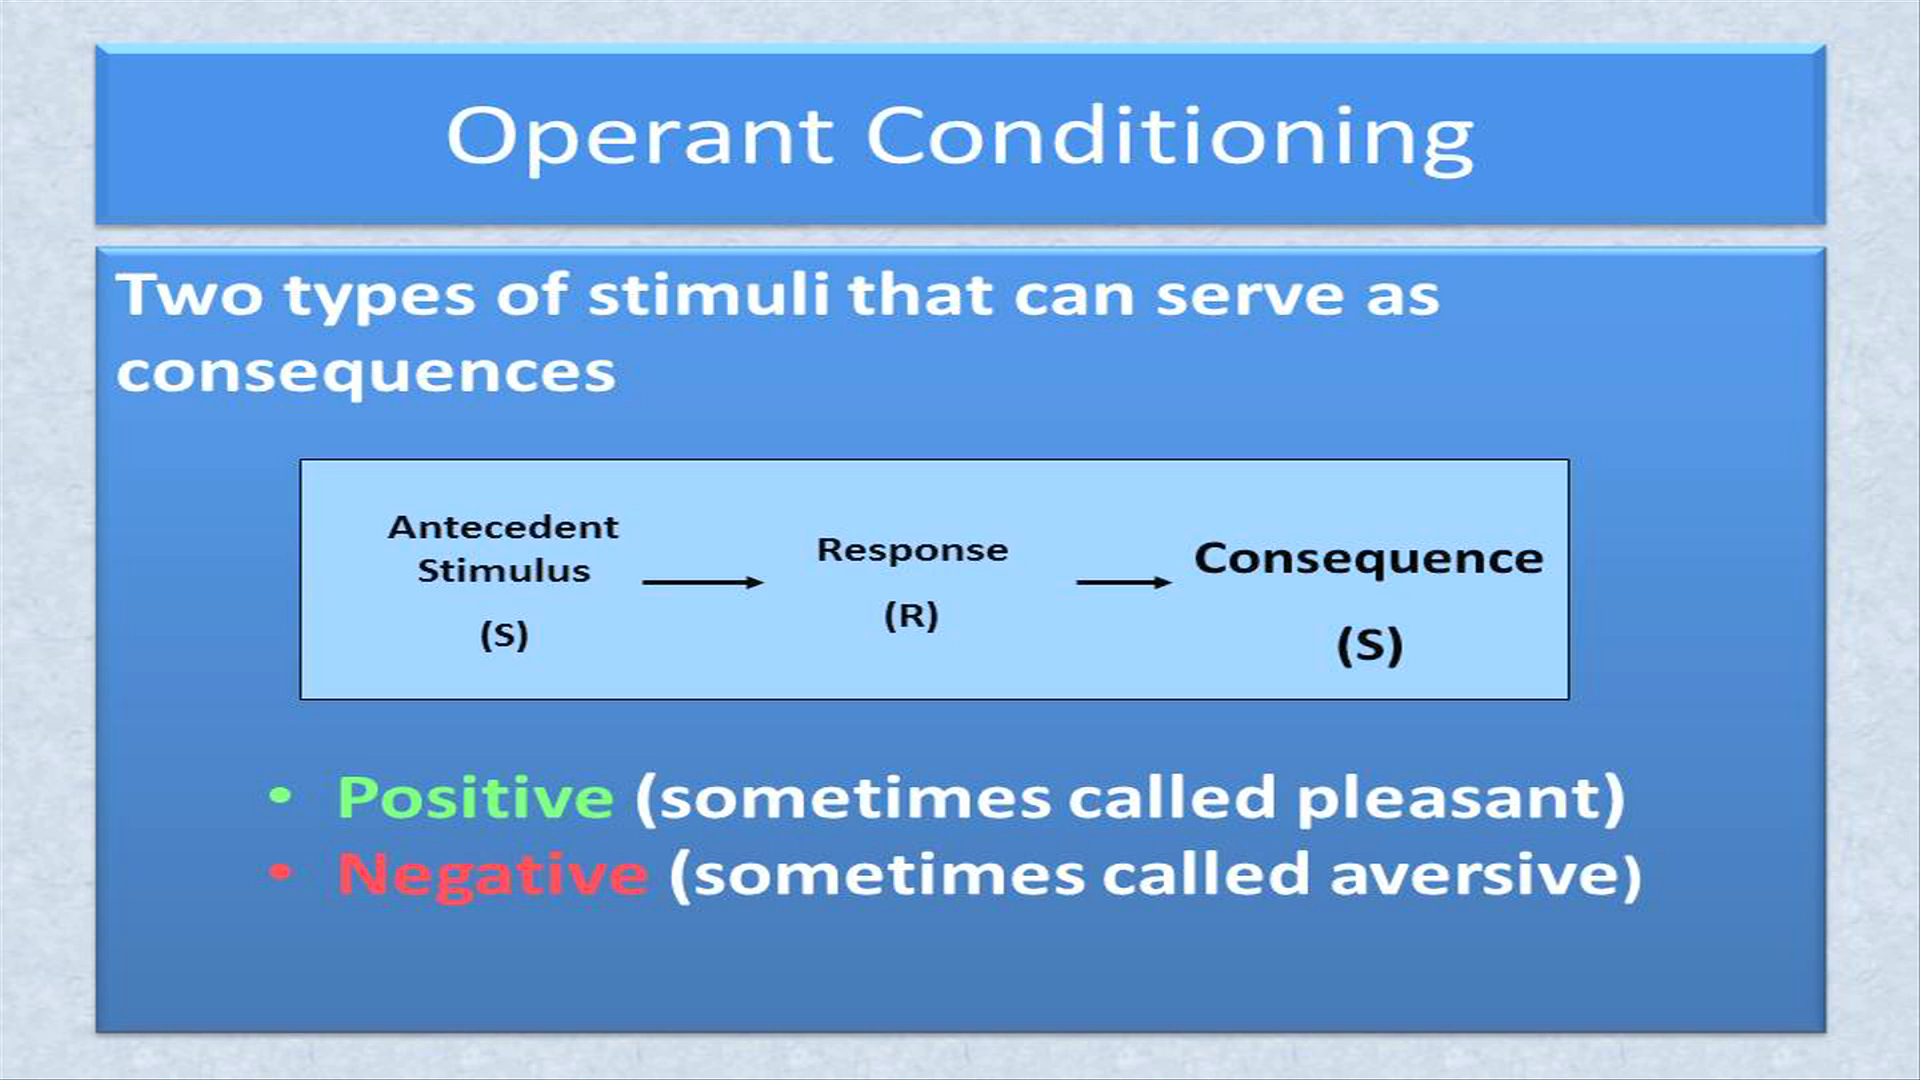 Operant Conditioning
Two types of stimuli that can serve as
consequences
Antecedent
Stimulus
(S)
Response
(R)
Consequence
(S)
• Positive (sometimes called pleasant)
• Negative (sometimes called aversive)